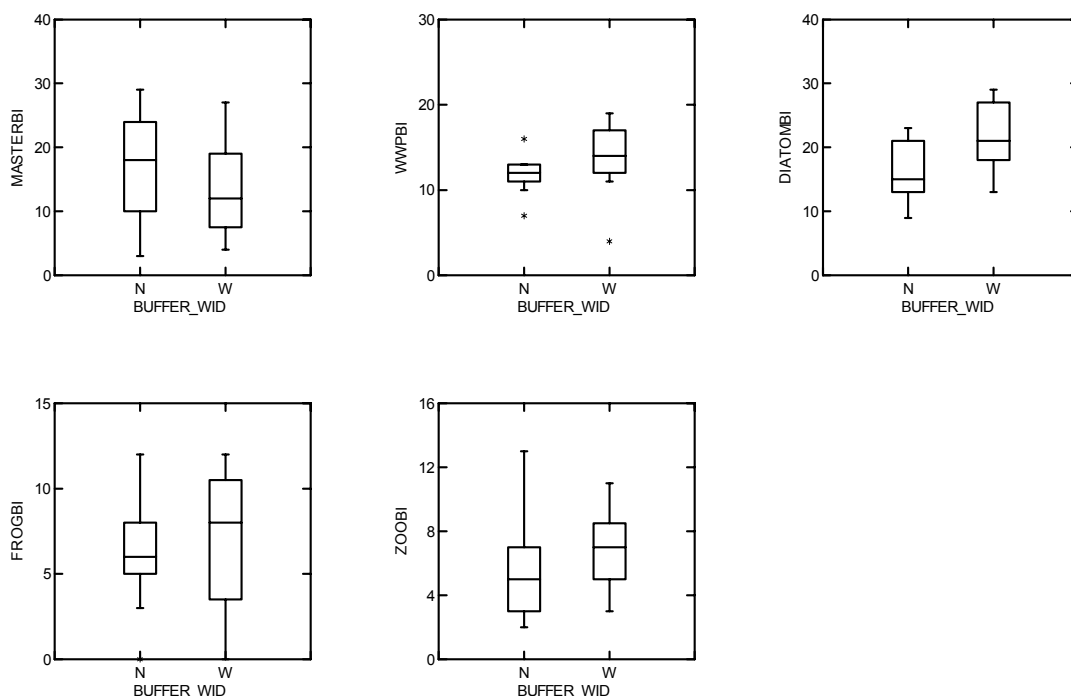 40
30
20
10
0
MASTERBI
N W
BUFFER_WID
30
20
10
0
WWPBI
N W
BUFFER_WID
40
30
20
10
0
DIATOMBI
N W
BUFFER_WID
15
10
5
0
FROGBI
N W
BUFFER_WID
16
12
8
4
0
ZOOBI
N W
BUFFER_WID